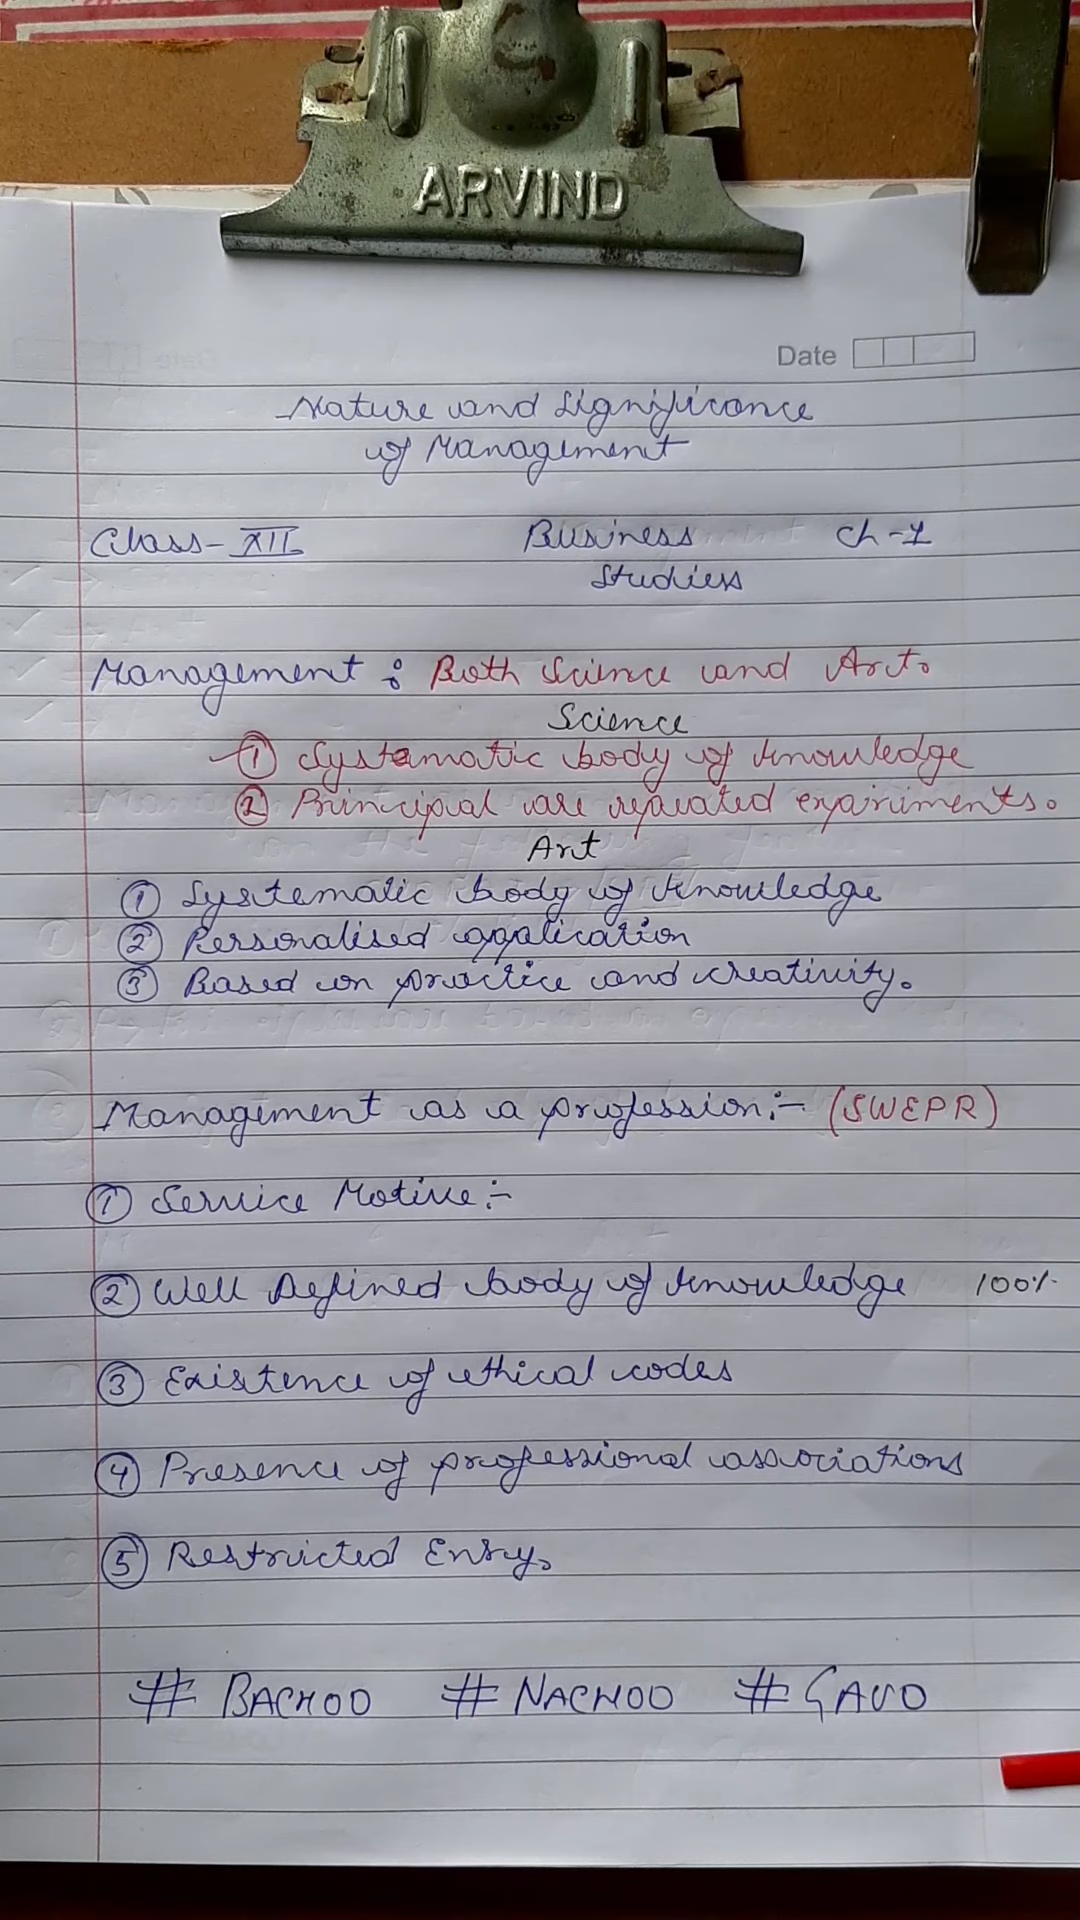 ARVIND
Date
Nature and Significance
of Management
Class-XII Business Ch-1
Studies
Management : Both Science and Art.
Science
① Systematic body of knowledge
② Principal are repeated expairiments.
Art
① Systematic body of knowledge
② Personalised application
③ Based on practice and creativity.
Management as a profession:- (SWEPR)
① Service Motive:-
② Well Defined body of knowledge 100%
③ Existence of ethical codes
④ Presence of professional associations
⑤ Restricted Entry.
# BACHOO # NACHOO # GAUO